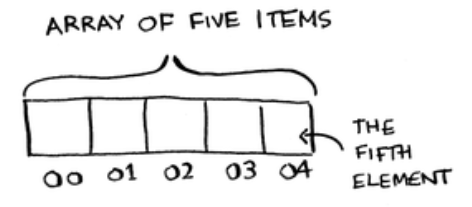 ARRAY OF FIVE ITEMS
00 01 02 03 04
THE
FIFTH
ELEMENT